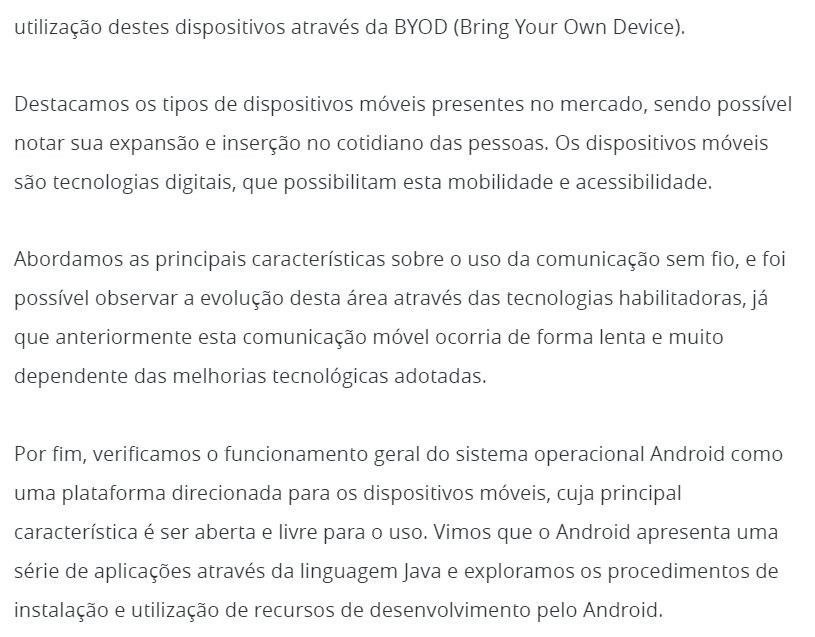 utilização destes dispositivos através da BYOD (Bring Your Own Device).
Destacamos os tipos de dispositivos móveis presentes no mercado, sendo possível
notar sua expansão e inserção no cotidiano das pessoas. Os dispositivos móveis
são tecnologias digitais, que possibilitam esta mobilidade e acessibilidade.
Abordamos as principais características sobre o uso da comunicação sem fio, e foi
possível observar a evolução desta área através das tecnologias habilitadoras, já
que anteriormente esta comunicação móvel ocorria de forma lenta e muito
dependente das melhorias tecnológicas adotadas.
Por fim, verificamos o funcionamento geral do sistema operacional Android como
uma plataforma direcionada para os dispositivos móveis, cuja principal
característica é ser aberta e livre para o uso. Vimos que o Android apresenta uma
série de aplicações através da linguagem Java e exploramos os procedimentos de
instalação e utilização de recursos de desenvolvimento pelo Android.